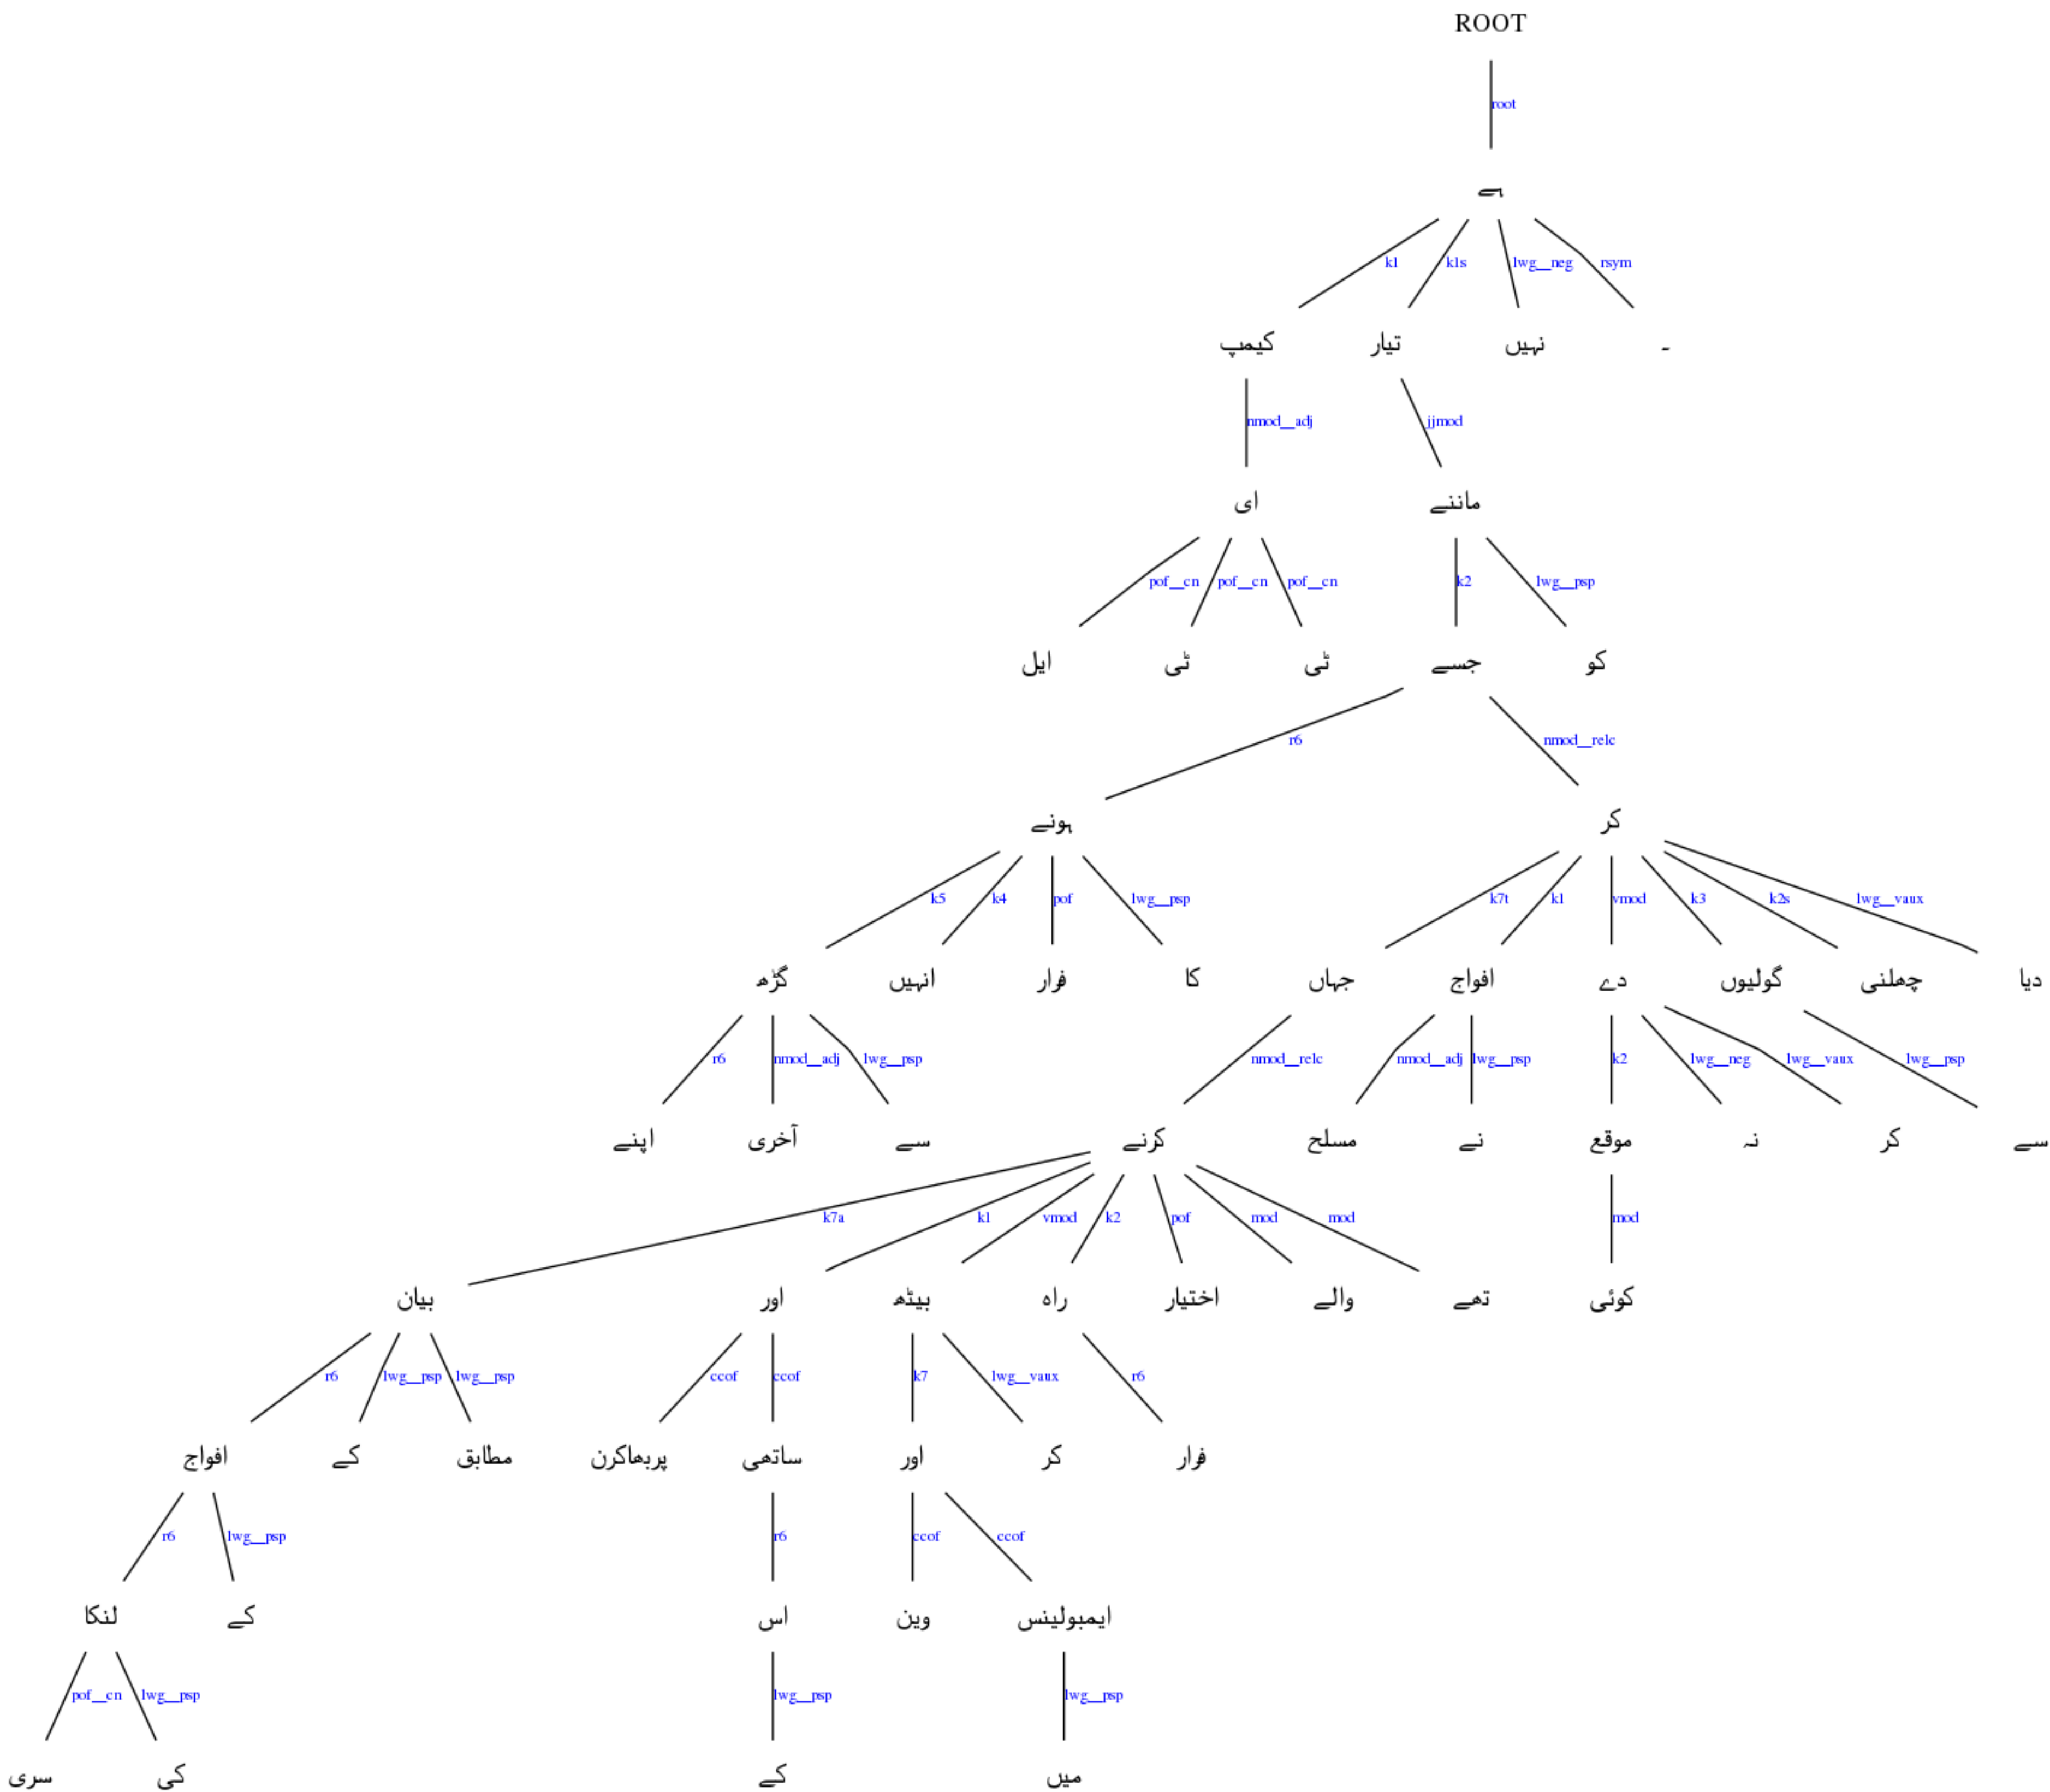 ROOT
root
ہے
k1 k1s lwg__neg rsym
کیمپ تیار نہیں ۔
nmod__adj jjmod
ای ماننے
pof__cn pof__cn pof__cn k2 lwg__psp
ایل ٹی ٹی جسے کو
r6 nmod__relc
ہونے کر
k5 k4 pof lwg__psp k7t k1 vmod k3 k2s lwg__vaux
گڑھ انہیں فرار کا جہاں افواج دے گولیوں چھلنی دیا
r6 nmod__adj lwg__psp nmod__relc nmod__adj lwg__psp k2 lwg__neg lwg__vaux lwg__psp
اپنے آخری سے کرنے مسلح نے موقع نہ کر سے
k7a k1 vmod k2 pof mod mod mod
بیان اور بیٹھ راہ اختیار والے تھے کوئی
r6 lwg__psp lwg__psp ccof ccof k7 lwg__vaux r6
افواج کے مطابق پربھاکرن ساتھی اور کر فرار
r6 lwg__psp r6 ccof ccof
لنکا کے اس وین ایمبولینس
pof__cn lwg__psp lwg__psp lwg__psp
سری کی کے میں